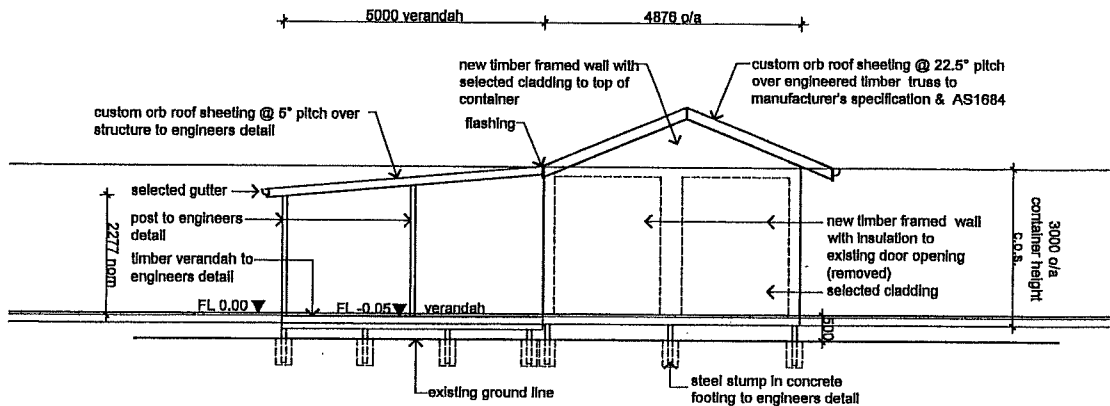 5000 verandah
4876 o/a
new timber framed wall with
selected cladding to top of
container
flashing
custom orb roof sheeting @ 22.5° pitch
over engineered timber truss to
manufacturer's specification & AS1684
custom orb roof sheeting @ 5° pitch over
structure to engineers detail
selected gutter
post to engineers
detail
timber verandah to
engineers detail
2277 nom
FL 0.00
FL -0.05
verandah
new timber framed wall
with insulation to
existing door opening
(removed)
selected cladding
3000 o/a
container height
c.o.s.
500
existing ground line
steel stump in concrete
footing to engineers detail